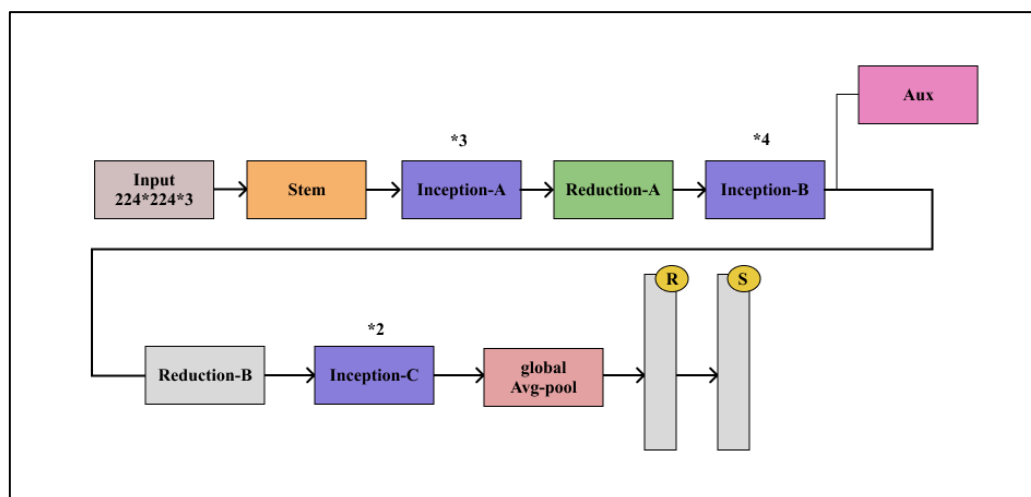 Aux
*3
*4
Input
224*224*3
Stem
Inception-A
Reduction-A
Inception-B
R
S
*2
Reduction-B
Inception-C
global
Avg-pool